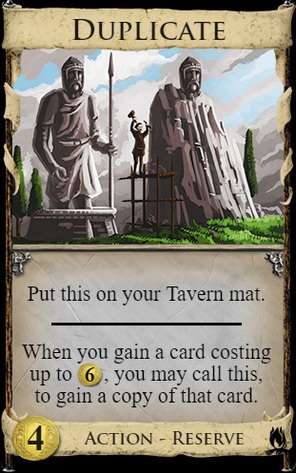 DUPLICATE
Put this on your Tavern mat.
When you gain a card costing
up to 6, you may call this,
to gain a copy of that card.
4 ACTION - RESERVE